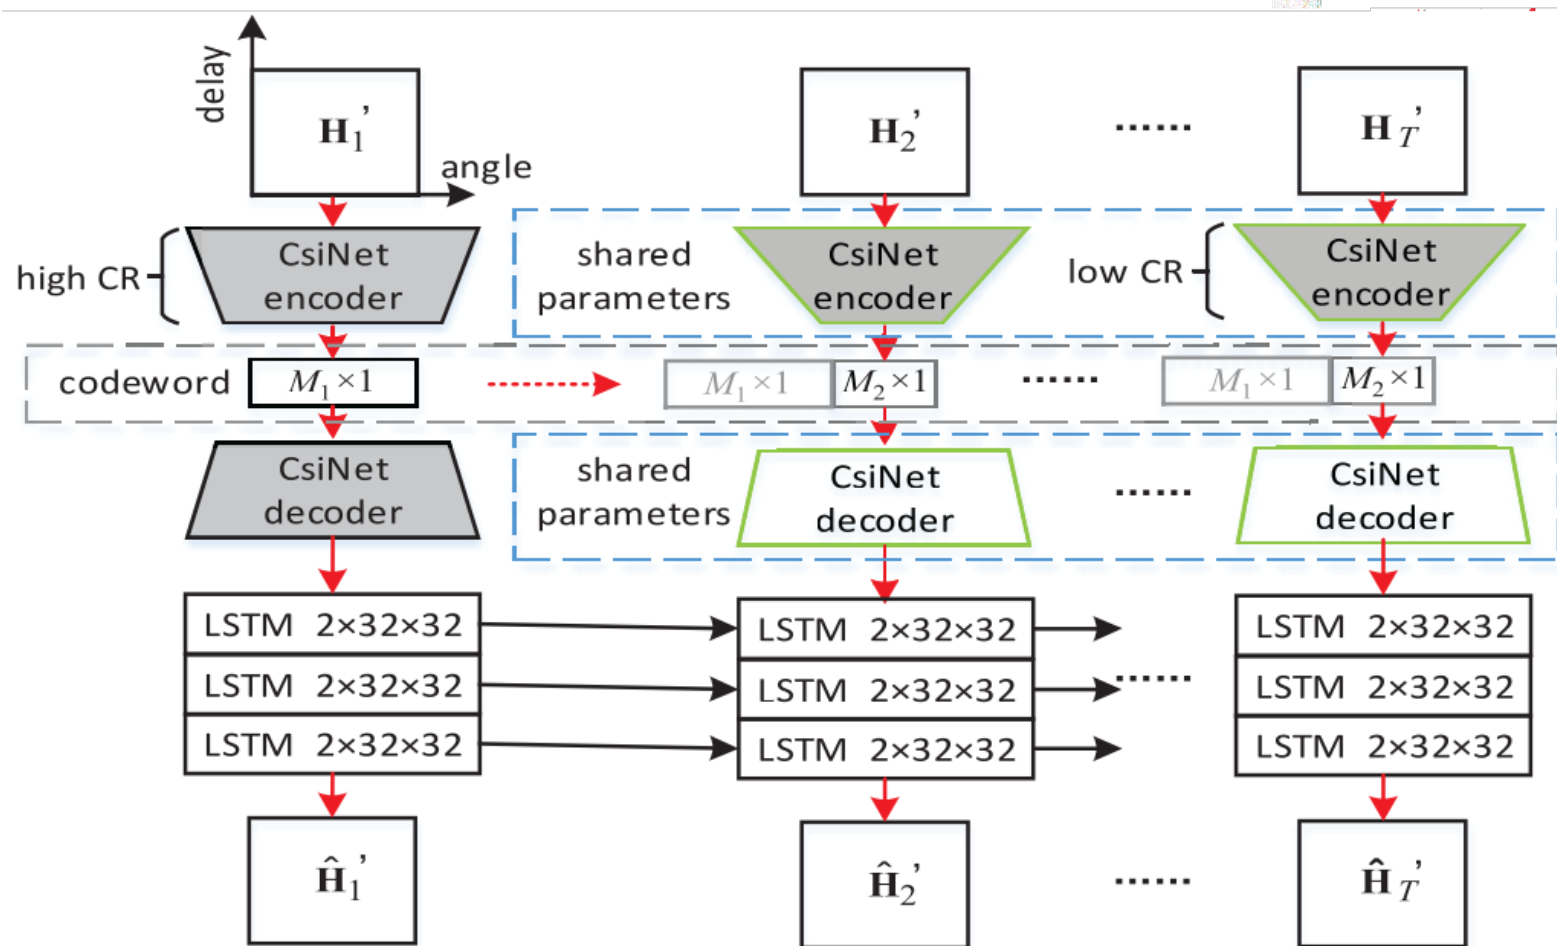 delay
H₁’
H₂’
......
H_T’
angle
high CR
CsiNet
encoder
shared
parameters
CsiNet
encoder
low CR
CsiNet
encoder
codeword
M₁×1
M₁×1
M₂×1
......
M₁×1
M₂×1
CsiNet
decoder
shared
parameters
CsiNet
decoder
......
CsiNet
decoder
LSTM 2×32×32
LSTM 2×32×32
LSTM 2×32×32
LSTM 2×32×32
LSTM 2×32×32
LSTM 2×32×32
......
LSTM 2×32×32
LSTM 2×32×32
LSTM 2×32×32
Ĥ₁’
Ĥ₂’
......
Ĥ_T’